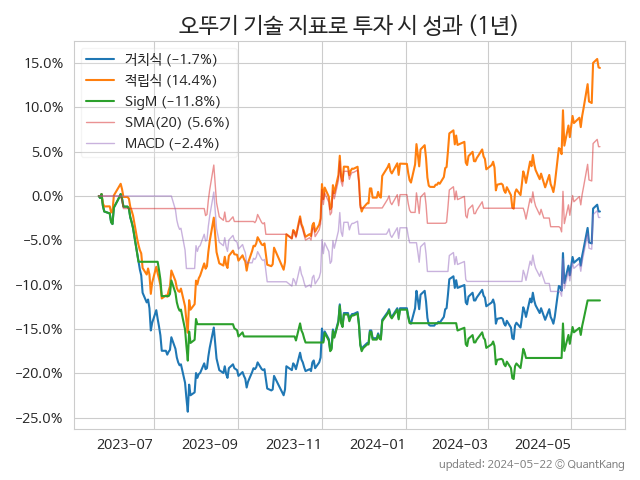 오뚜기 기술 지표로 투자 시 성과 (1년)
거치식 (−1.7%)
적립식 (14.4%)
SigM (−11.8%)
SMA(20) (5.6%)
MACD (−2.4%)
15.0%
10.0%
5.0%
0.0%
−5.0%
−10.0%
−15.0%
−20.0%
−25.0%
2023−07 2023−09 2023−11 2024−01 2024−03 2024−05
updated: 2024−05−22 © QuantKang